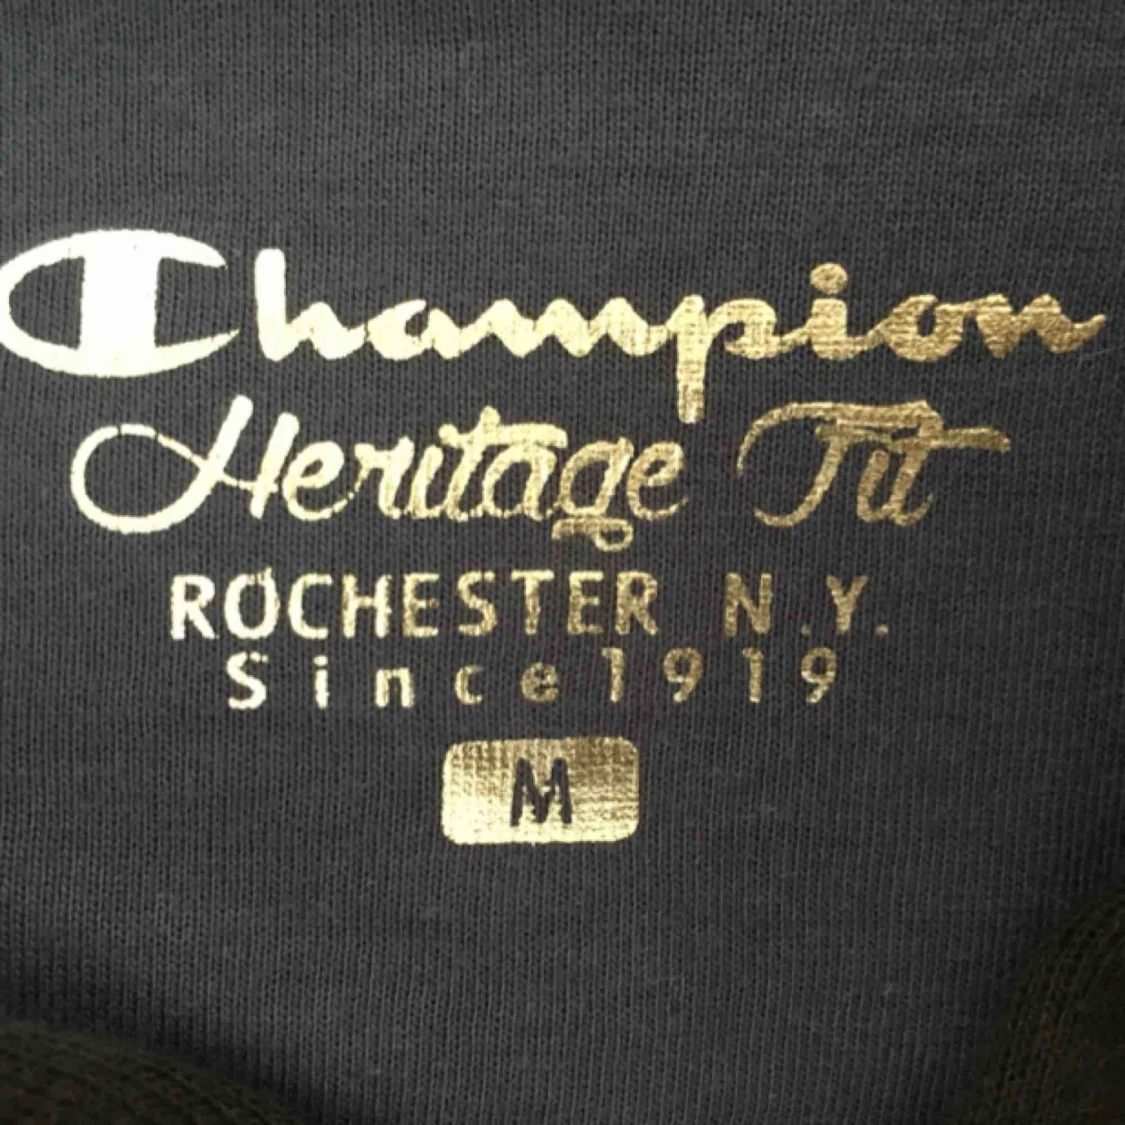 Champion
Heritage Fit
ROCHESTER N.Y.
Since 1919
M